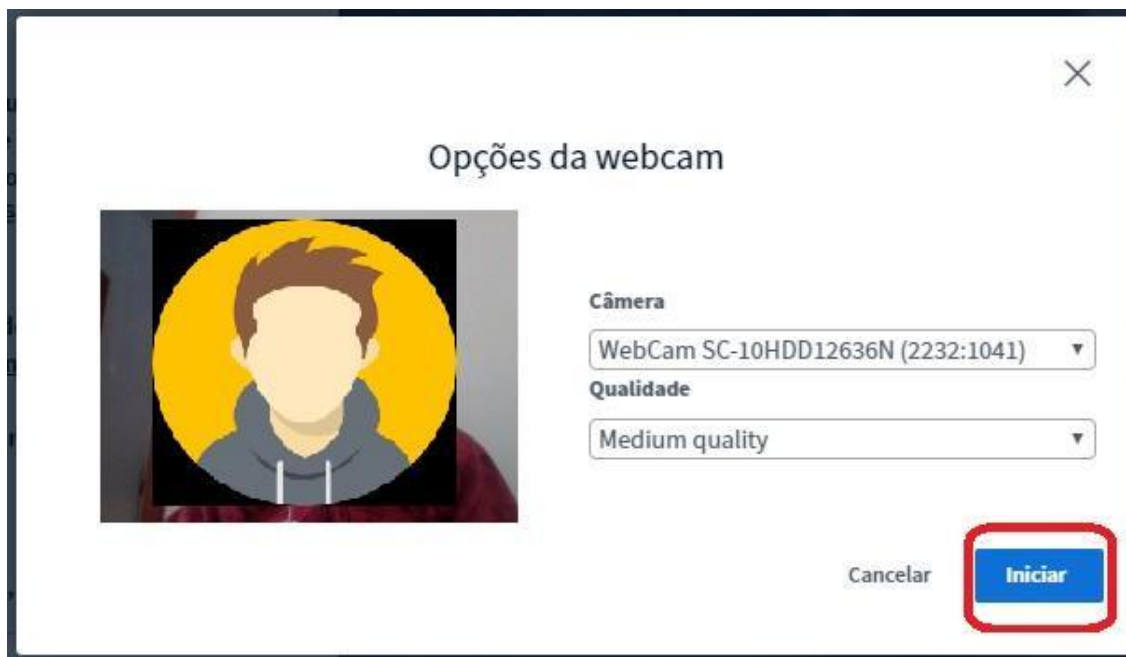 Opções da webcam
Câmera
WebCam SC-10HDD12636N (2232:1041)
Qualidade
Medium quality
Cancelar
Iniciar